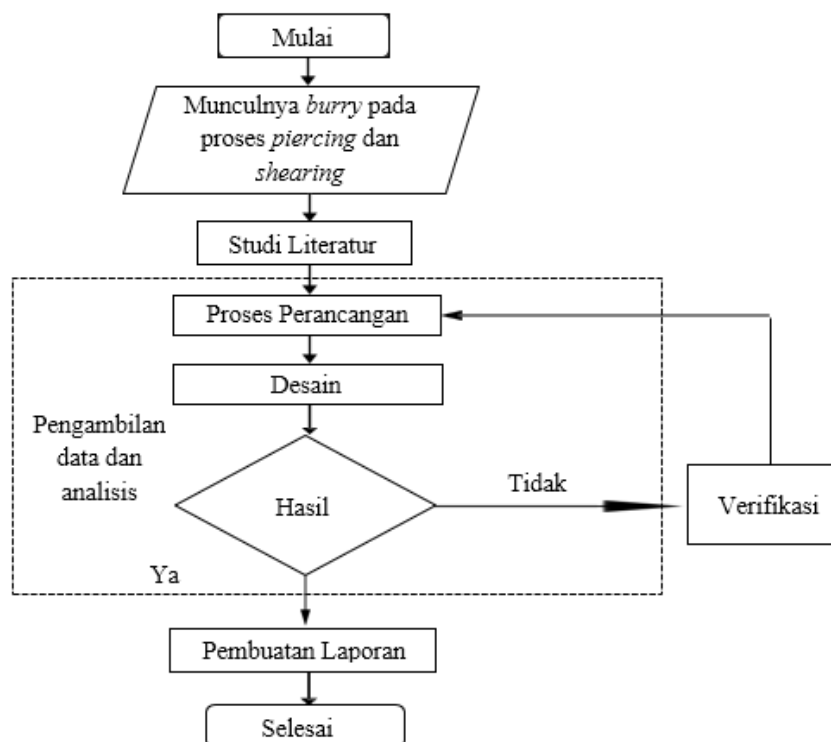 Mulai
Munculnya burry pada
proses piercing dan
shearing
Studi Literatur
Proses Perancangan
Desain
Pengambilan
data dan
analisis
Hasil
Tidak
Verifikasi
Ya
Pembuatan Laporan
Selesai